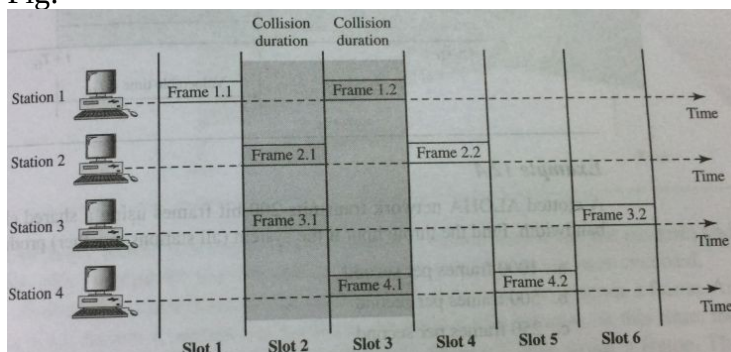 Fig.
Collision duration
Collision duration
Station 1
Frame 1.1
Frame 1.2
Time
Station 2
Frame 2.1
Frame 2.2
Time
Station 3
Frame 3.1
Frame 3.2
Time
Station 4
Frame 4.1
Frame 4.2
Time
Slot 1
Slot 2
Slot 3
Slot 4
Slot 5
Slot 6